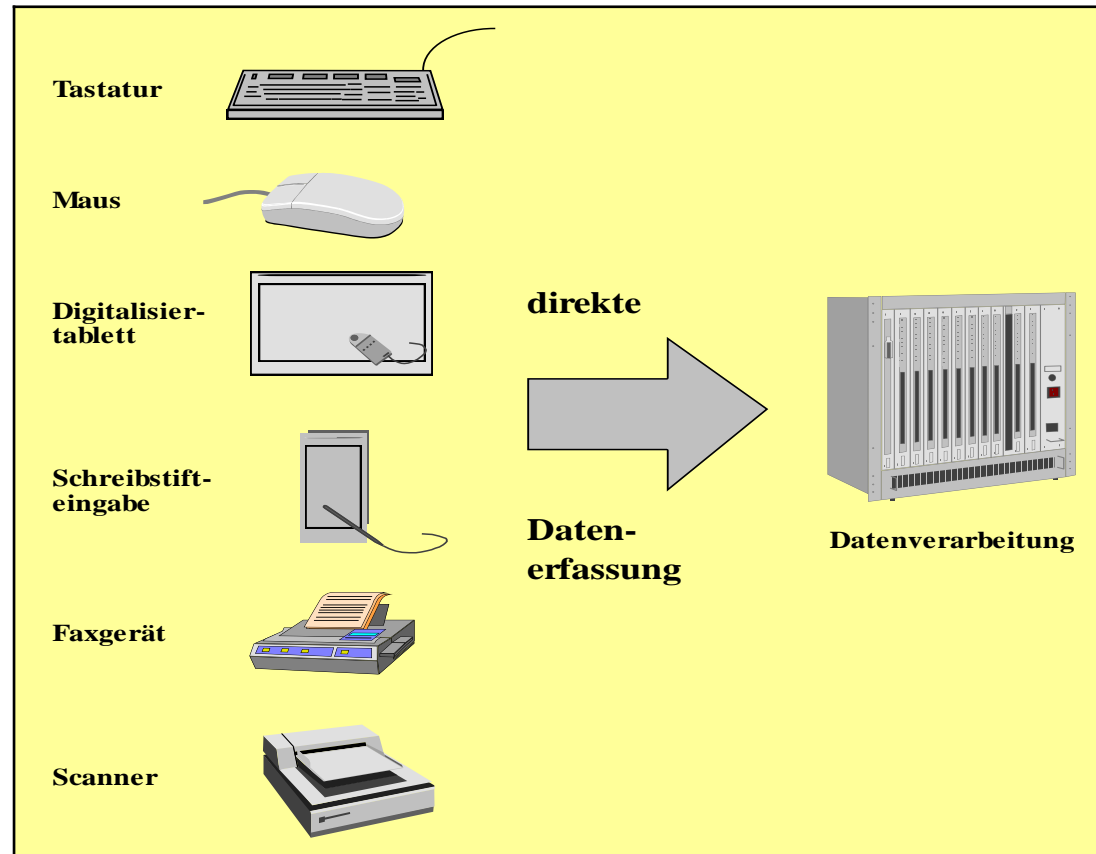 Tastatur
Maus
Digitalisier-
tablett
Schreibstift-
eingabe
Faxgerät
Scanner
direkte
Daten-
erfassung
Datenverarbeitung